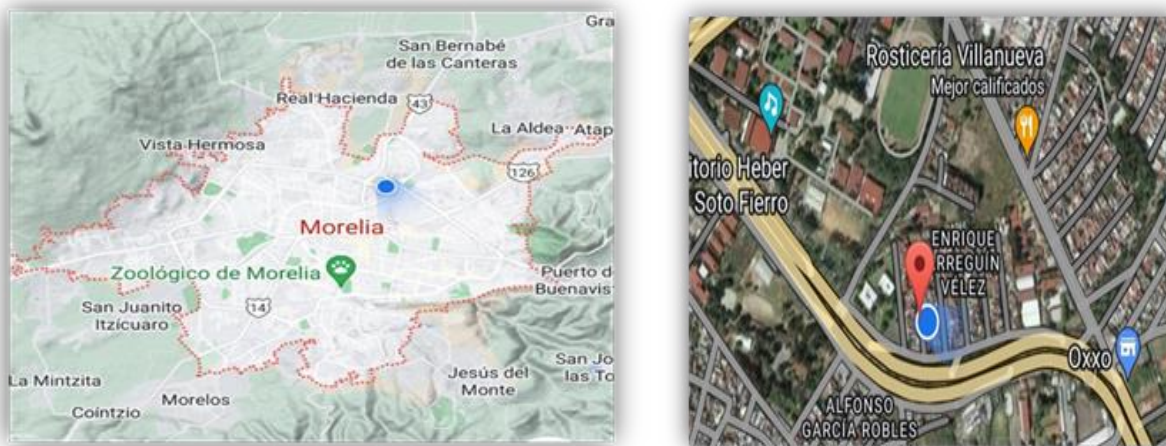 Gra
San Bernabé
de las Canteras
Real Hacienda
43
La Aldea
Atap
Vista Hermosa
126
Morelia
Zoológico de Morelia
Puerto d
Buenavis
San Juanito
Itzícuaro
14
San Jo
las To
Jesús del
Monte
La Mintzita
Morelos
Cointzio
Rosticería Villanueva
Mejor calificados
itorio Heber
Soto Fierro
ENRIQUE
RREGUÍN
VÉLEZ
Oxxo
ALFONSO
GARCÍA ROBLES